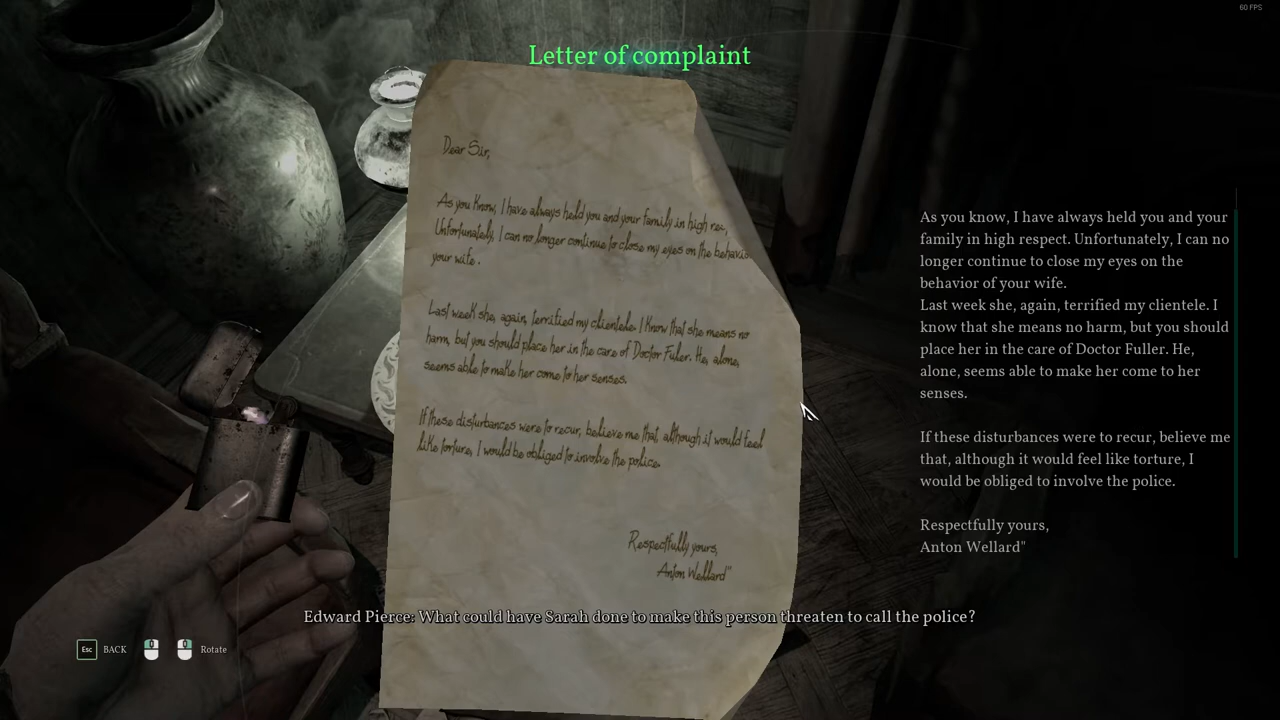 60 FPS
Letter of complaint
Dear Sir,
As you know, I have always held you and your family in high res,
Unfortunately, I can no longer continue to close my eyes on the behavio
your wife.
Last week she, again, terrified my clientele. I know that she means no
harm, but you should place her in the care of Doctor Fuller. He, alone,
seems able to make her come to her senses.
If these disturbances were to recur, believe me that, although it would feel
like torture, I would be obliged to involve the police.
Respectfully yours,
Anton Wellard"
As you know, I have always held you and your
family in high respect. Unfortunately, I can no
longer continue to close my eyes on the
behavior of your wife.
Last week she, again, terrified my clientele. I
know that she means no harm, but you should
place her in the care of Doctor Fuller. He,
alone, seems able to make her come to her
senses.
If these disturbances were to recur, believe me
that, although it would feel like torture, I
would be obliged to involve the police.
Respectfully yours,
Anton Wellard"
Edward Pierce: What could have Sarah done to make this person threaten to call the police?
Esc BACK Rotate